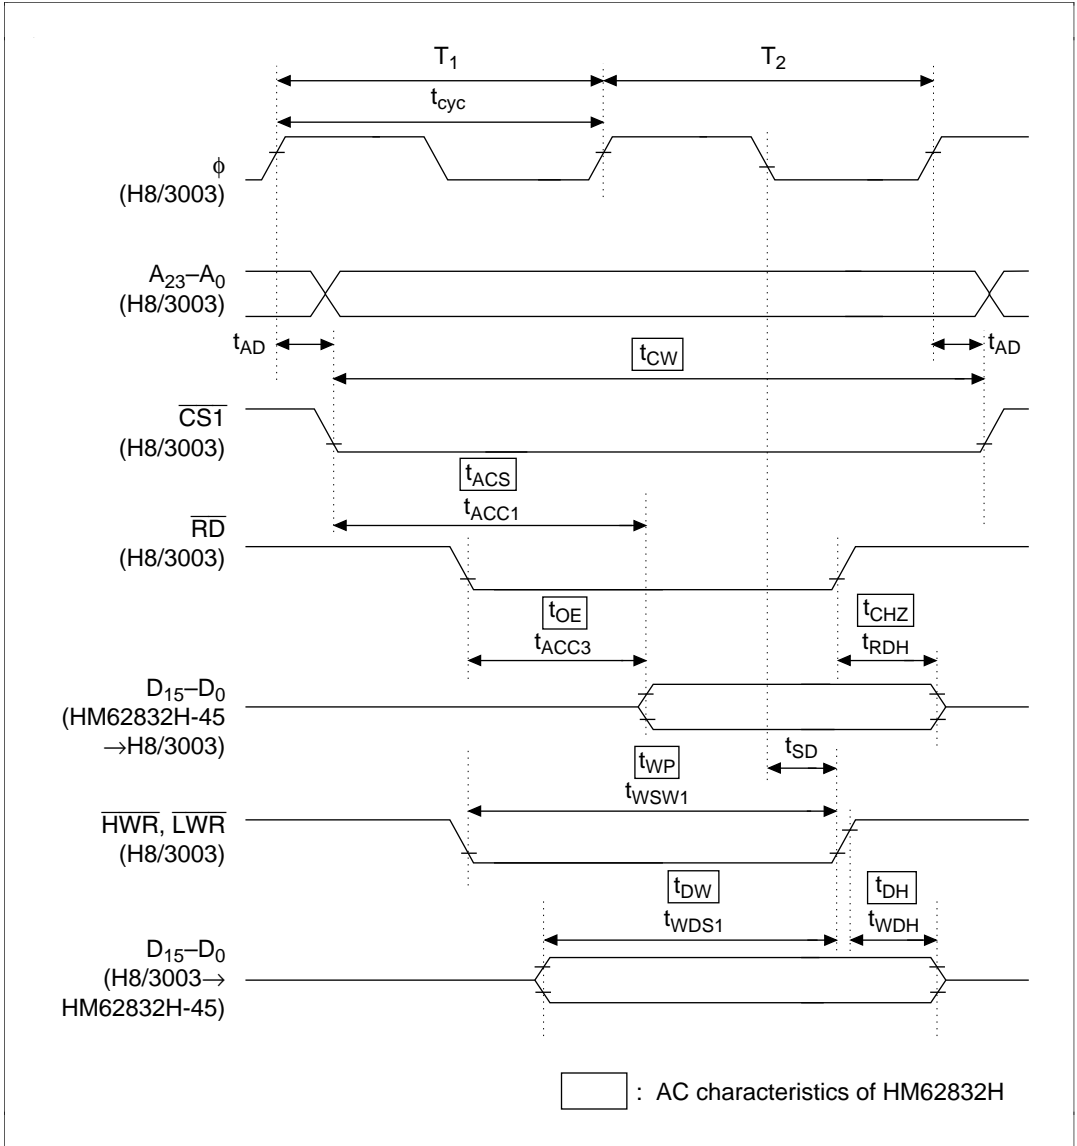 T1
T2
tcyc
φ
(H8/3003)
A23–A0
(H8/3003)
tAD
tCW
tAD
CS1
(H8/3003)
tACS
tACC1
RD
(H8/3003)
tOE
tACC3
tCHZ
tRDH
D15–D0
(HM62832H-45
→H8/3003)
tSD
tWP
tWSW1
HWR, LWR
(H8/3003)
tDW
tWDS1
tDH
tWDH
D15–D0
(H8/3003→
HM62832H-45)
: AC characteristics of HM62832H